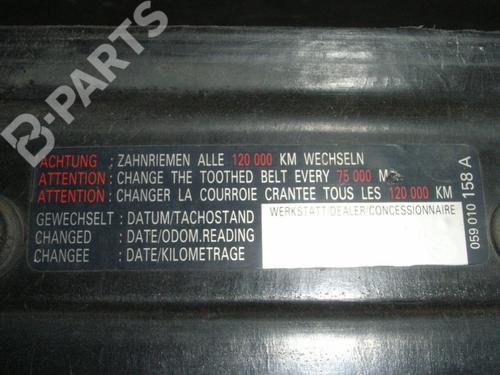 B-PARTS
ACHTUNG : ZAHNRIEMEN ALLE 120 000 KM WECHSELN
ATTENTION : CHANGE THE TOOTHED BELT EVERY 75 000
ATTENTION : CHANGER LA COURROIE CRANTEE TOUS LES 120 000 KM
GEWECHSELT : DATUM/TACHOSTAND
CHANGED : DATE/ODOM.READING
CHANGEE : DATE/KILOMETRAGE
WERKSTATT/DEALER/CONCESSIONNAIRE
059 010 158 A